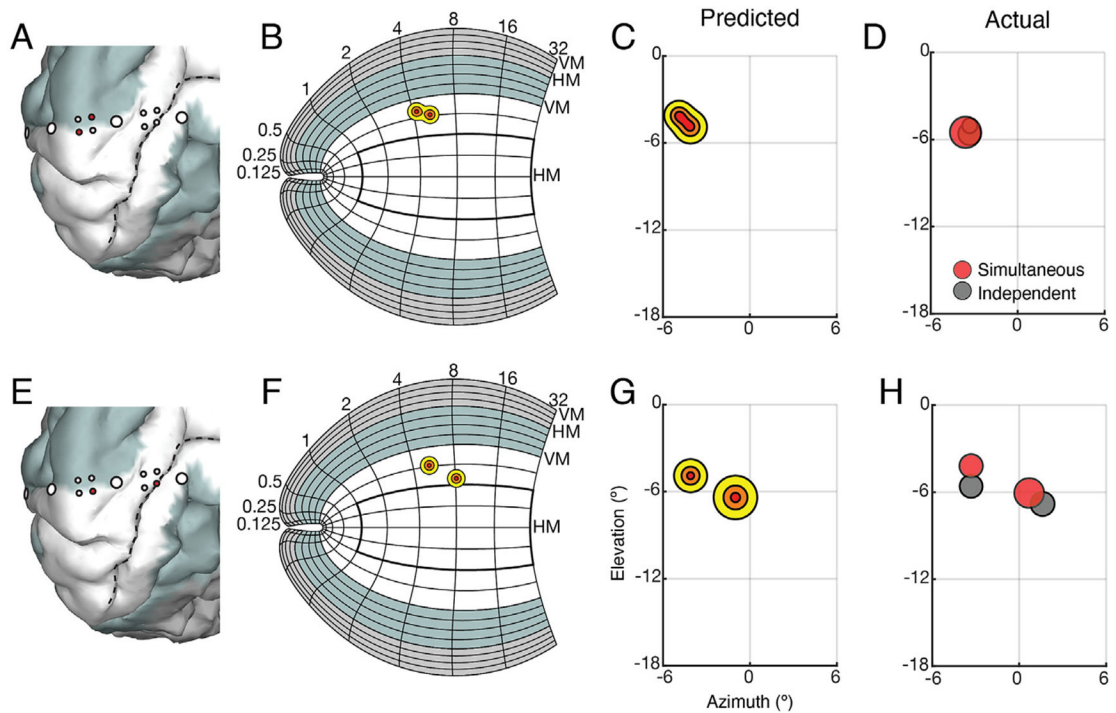 Predicted
Actual
A
B
C
D
0.125
0.25
0.5
1
2
4
8
16
32
VM
HM
VM
HM
0
-6
-12
-18
-6
0
6
0
-6
-12
-18
-6
0
6
Simultaneous
Independent
E
F
G
H
0.125
0.25
0.5
1
2
4
8
16
32
VM
HM
VM
HM
Elevation (°)
0
-6
-12
-18
-6
0
6
Azimuth (°)
0
-6
-12
-18
-6
0
6